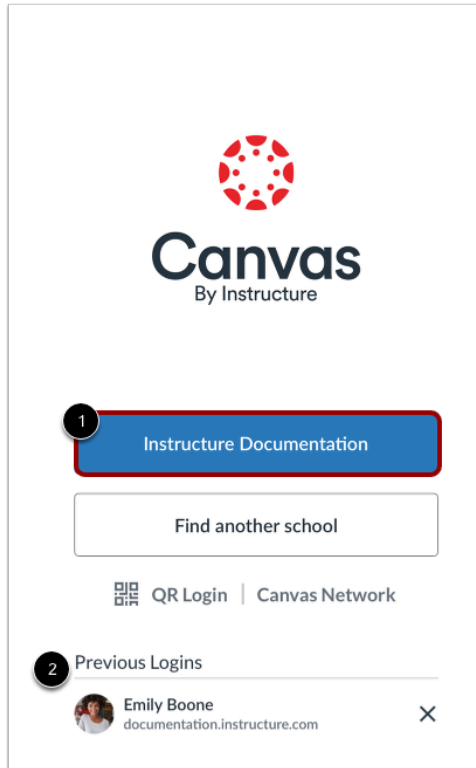 Canvas
By Instructure
1
Instructure Documentation
Find another school
QR Login | Canvas Network
2
Previous Logins
Emily Boone
documentation.instructure.com